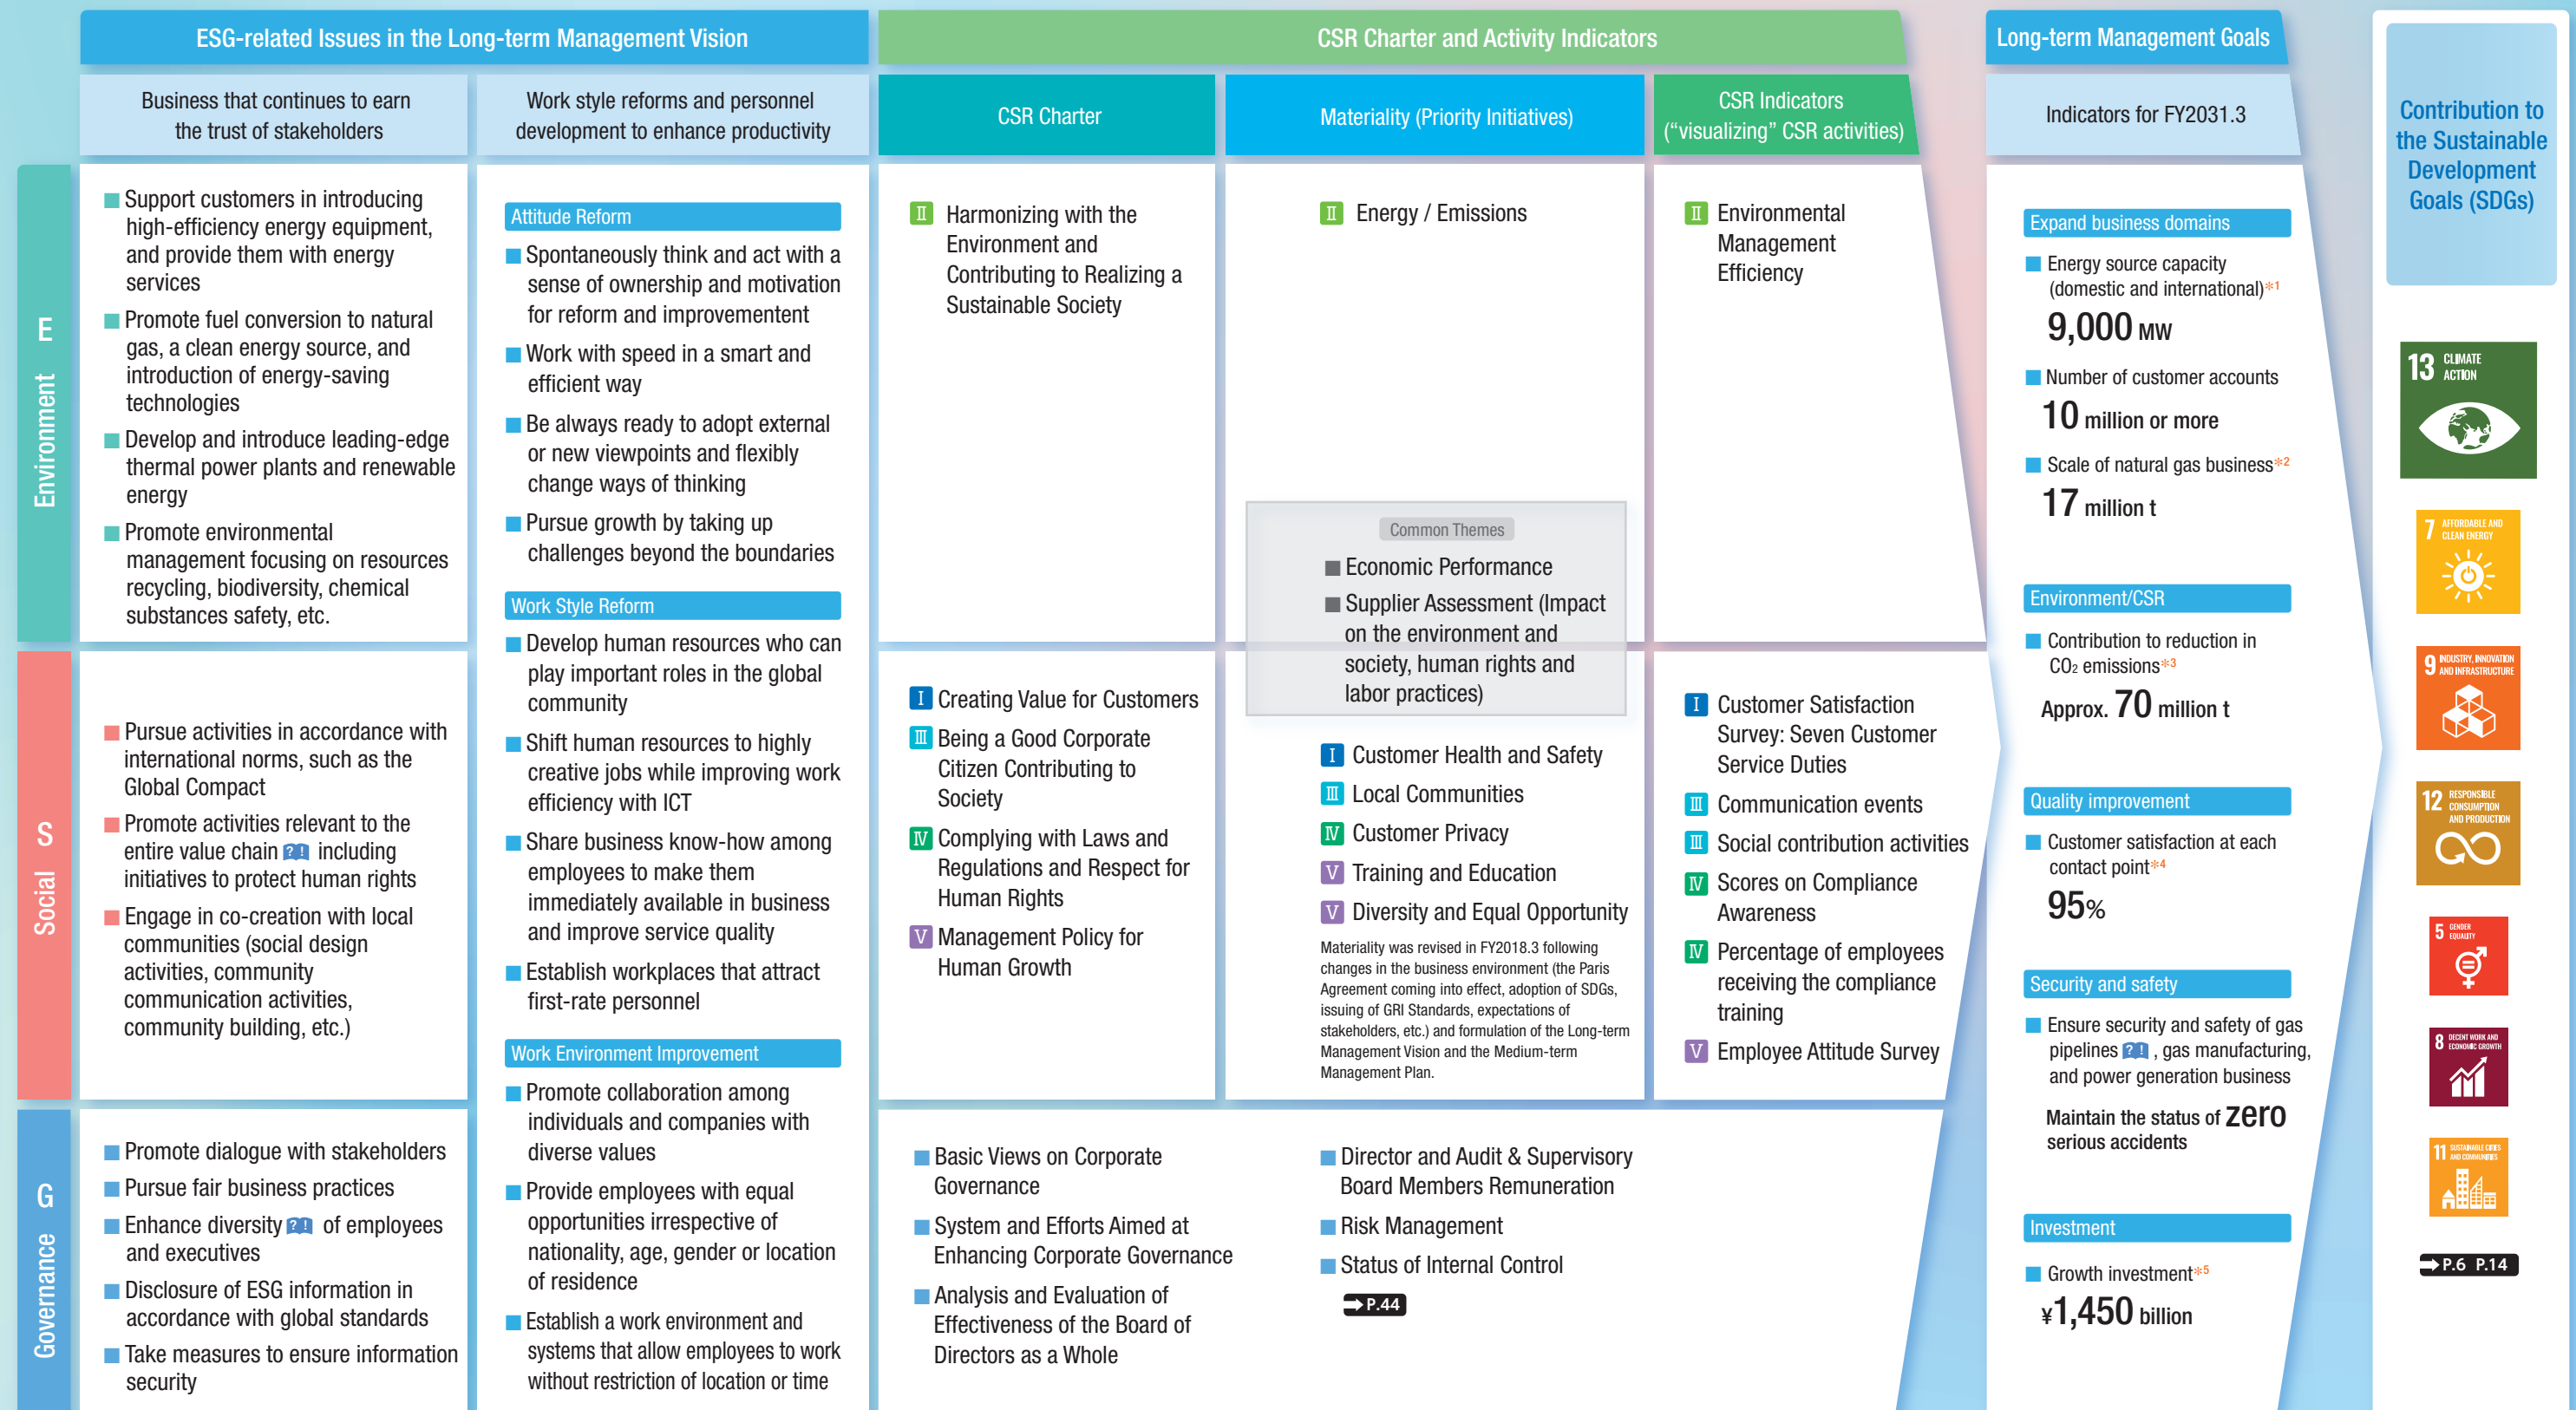 ESG-related Issues in the Long-term Management Vision
Business that continues to earn
the trust of stakeholders
Work style reforms and personnel
development to enhance productivity
E
Environment
■ Support customers in introducing
high-efficiency energy equipment,
and provide them with energy
services
■ Promote fuel conversion to natural
gas, a clean energy source, and
introduction of energy-saving
technologies
■ Develop and introduce leading-edge
thermal power plants and renewable
energy
■ Promote environmental
management focusing on resources
recycling, biodiversity, chemical
substances safety, etc.
S
Social
■ Pursue activities in accordance with
international norms, such as the
Global Compact
■ Promote activities relevant to the
entire value chain ?! including
initiatives to protect human rights
■ Engage in co-creation with local
communities (social design
activities, community
communication activities,
community building, etc.)
G
Governance
■ Promote dialogue with stakeholders
■ Pursue fair business practices
■ Enhance diversity ?! of employees
and executives
■ Disclosure of ESG information in
accordance with global standards
■ Take measures to ensure information
security
Attitude Reform
■ Spontaneously think and act with a
sense of ownership and motivation
for reform and improvementent
■ Work with speed in a smart and
efficient way
■ Be always ready to adopt external
or new viewpoints and flexibly
change ways of thinking
■ Pursue growth by taking up
challenges beyond the boundaries
Work Style Reform
■ Develop human resources who can
play important roles in the global
community
■ Shift human resources to highly
creative jobs while improving work
efficiency with ICT
■ Share business know-how among
employees to make them
immediately available in business
and improve service quality
■ Establish workplaces that attract
first-rate personnel
Work Environment Improvement
■ Promote collaboration among
individuals and companies with
diverse values
■ Provide employees with equal
opportunities irrespective of
nationality, age, gender or location
of residence
■ Establish a work environment and
systems that allow employees to work
without restriction of location or time
CSR Charter and Activity Indicators
CSR Charter
Ⅱ Harmonizing with the
Environment and
Contributing to Realizing a
Sustainable Society
Ⅰ Creating Value for Customers
Ⅲ Being a Good Corporate
Citizen Contributing to
Society
Ⅳ Complying with Laws and
Regulations and Respect for
Human Rights
Ⅴ Management Policy for
Human Growth
Materiality (Priority Initiatives)
Ⅱ Energy / Emissions
Common Themes
■ Economic Performance
■ Supplier Assessment (Impact
on the environment and
society, human rights and
labor practices)
Ⅰ Customer Health and Safety
Ⅲ Local Communities
Ⅳ Customer Privacy
Ⅴ Training and Education
Ⅴ Diversity and Equal Opportunity
Materiality was revised in FY2018.3 following
changes in the business environment (the Paris
Agreement coming into effect, adoption of SDGs,
issuing of GRI Standards, expectations of
stakeholders, etc.) and formulation of the Long-term
Management Vision and the Medium-term
Management Plan.
CSR Indicators
(“visualizing” CSR activities)
Ⅱ Environmental
Management
Efficiency
Ⅰ Customer Satisfaction
Survey: Seven Customer
Service Duties
Ⅲ Communication events
Ⅲ Social contribution activities
Ⅳ Scores on Compliance
Awareness
Ⅳ Percentage of employees
receiving the compliance
training
Ⅴ Employee Attitude Survey
■ Basic Views on Corporate
Governance
■ System and Efforts Aimed at
Enhancing Corporate Governance
■ Analysis and Evaluation of
Effectiveness of the Board of
Directors as a Whole
■ Director and Audit & Supervisory
Board Members Remuneration
■ Risk Management
■ Status of Internal Control
➡P.44
Long-term Management Goals
Indicators for FY2031.3
Expand business domains
■ Energy source capacity
(domestic and international)*1
9,000 MW
■ Number of customer accounts
10 million or more
■ Scale of natural gas business*2
17 million t
Environment/CSR
■ Contribution to reduction in
CO2 emissions*3
Approx. 70 million t
Quality improvement
■ Customer satisfaction at each
contact point*4
95%
Security and safety
■ Ensure security and safety of gas
pipelines ?! , gas manufacturing,
and power generation business
Maintain the status of zero
serious accidents
Investment
■ Growth investment*5
¥1,450 billion
Contribution to
the Sustainable
Development
Goals (SDGs)
13 CLIMATE
ACTION
7 AFFORDABLE AND
CLEAN ENERGY
9 INDUSTRY, INNOVATION
AND INFRASTRUCTURE
12 RESPONSIBLE
CONSUMPTION
AND PRODUCTION
5 GENDER
EQUALITY
8 DECENT WORK AND
ECONOMIC GROWTH
11 SUSTAINABLE CITIES
AND COMMUNITIES
➡P.6 P.14